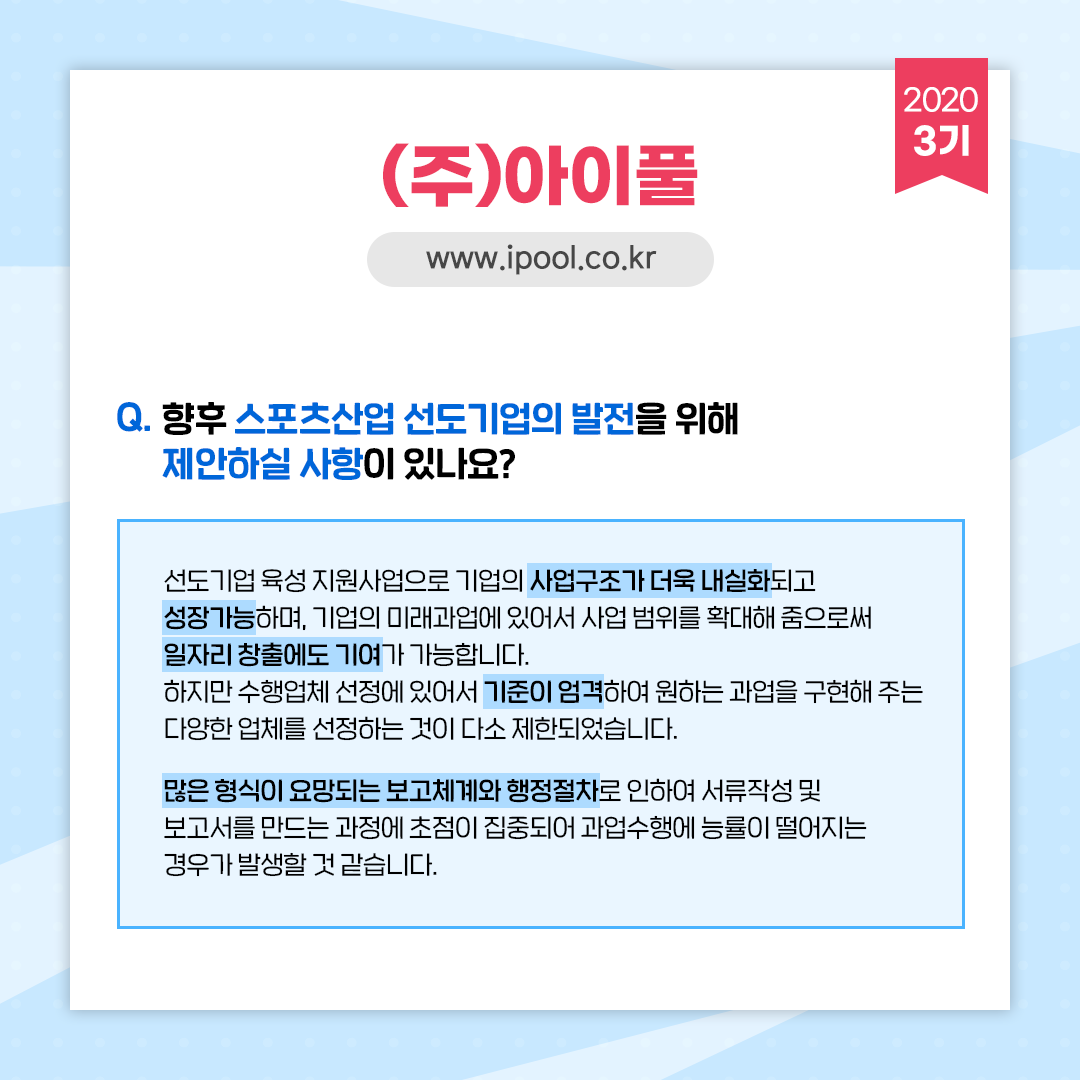 2020
3기
(주)아이풀
www.ipool.co.kr
Q. 향후 스포츠산업 선도기업의 발전을 위해
제안하실 사항이 있나요?
선도기업 육성 지원사업으로 기업의 사업구조가 더욱 내실화되고
성장가능하며, 기업의 미래과업에 있어서 사업 범위를 확대해 줌으로써
일자리 창출에도 기여가 가능합니다.
하지만 수행업체 선정에 있어서 기준이 엄격하여 원하는 과업을 구현해 주는
다양한 업체를 선정하는 것이 다소 제한되었습니다.
많은 형식이 요망되는 보고체계와 행정절차로 인하여 서류작성 및
보고서를 만드는 과정에 초점이 집중되어 과업수행에 능률이 떨어지는
경우가 발생할 것 같습니다.